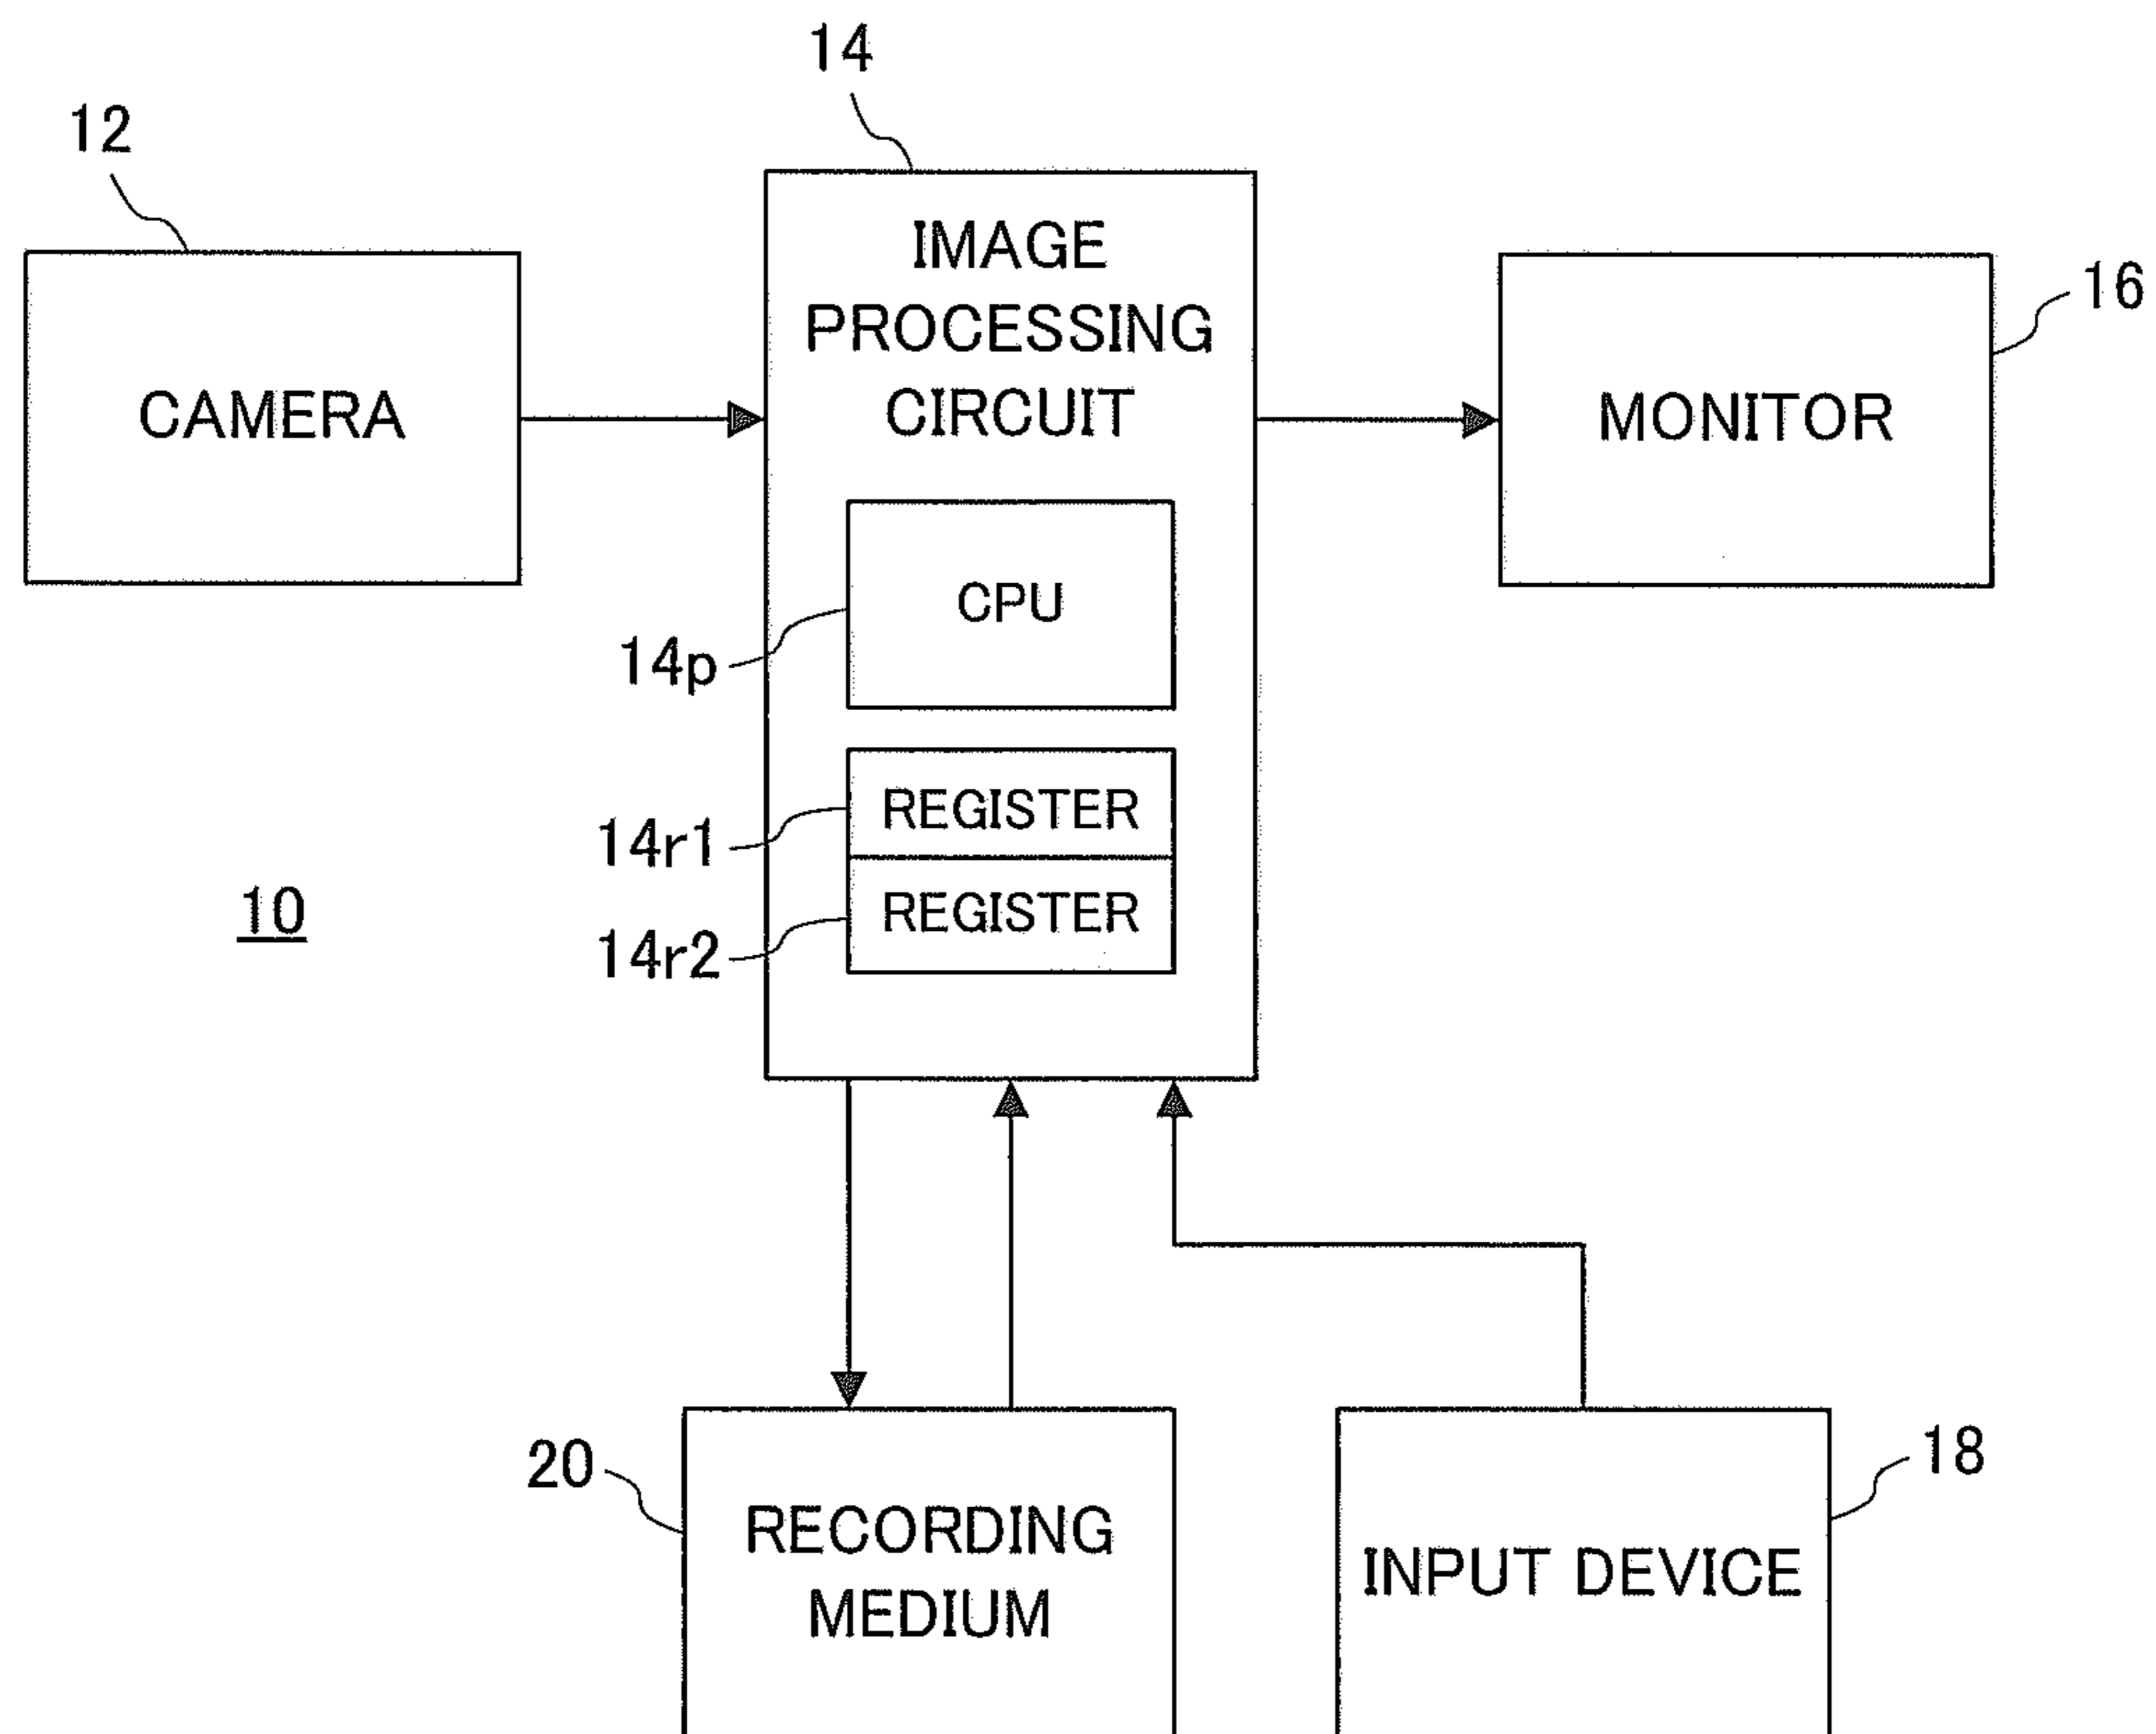 14
12
IMAGE
PROCESSING
CIRCUIT
16
CAMERA
MONITOR
CPU
14p
REGISTER
14r1
REGISTER
14r2
10
20
18
RECORDING
MEDIUM
INPUT DEVICE